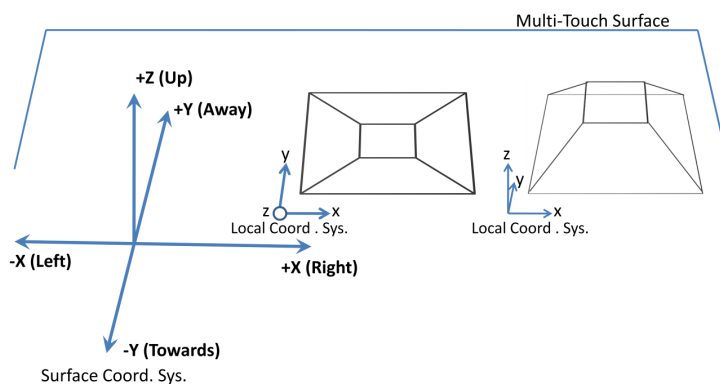 Multi-Touch Surface
+Z (Up)
+Y (Away)
y
z
y
z
x
x
Local Coord . Sys.
Local Coord . Sys.
-X (Left)
+X (Right)
-Y (Towards)
Surface Coord. Sys.